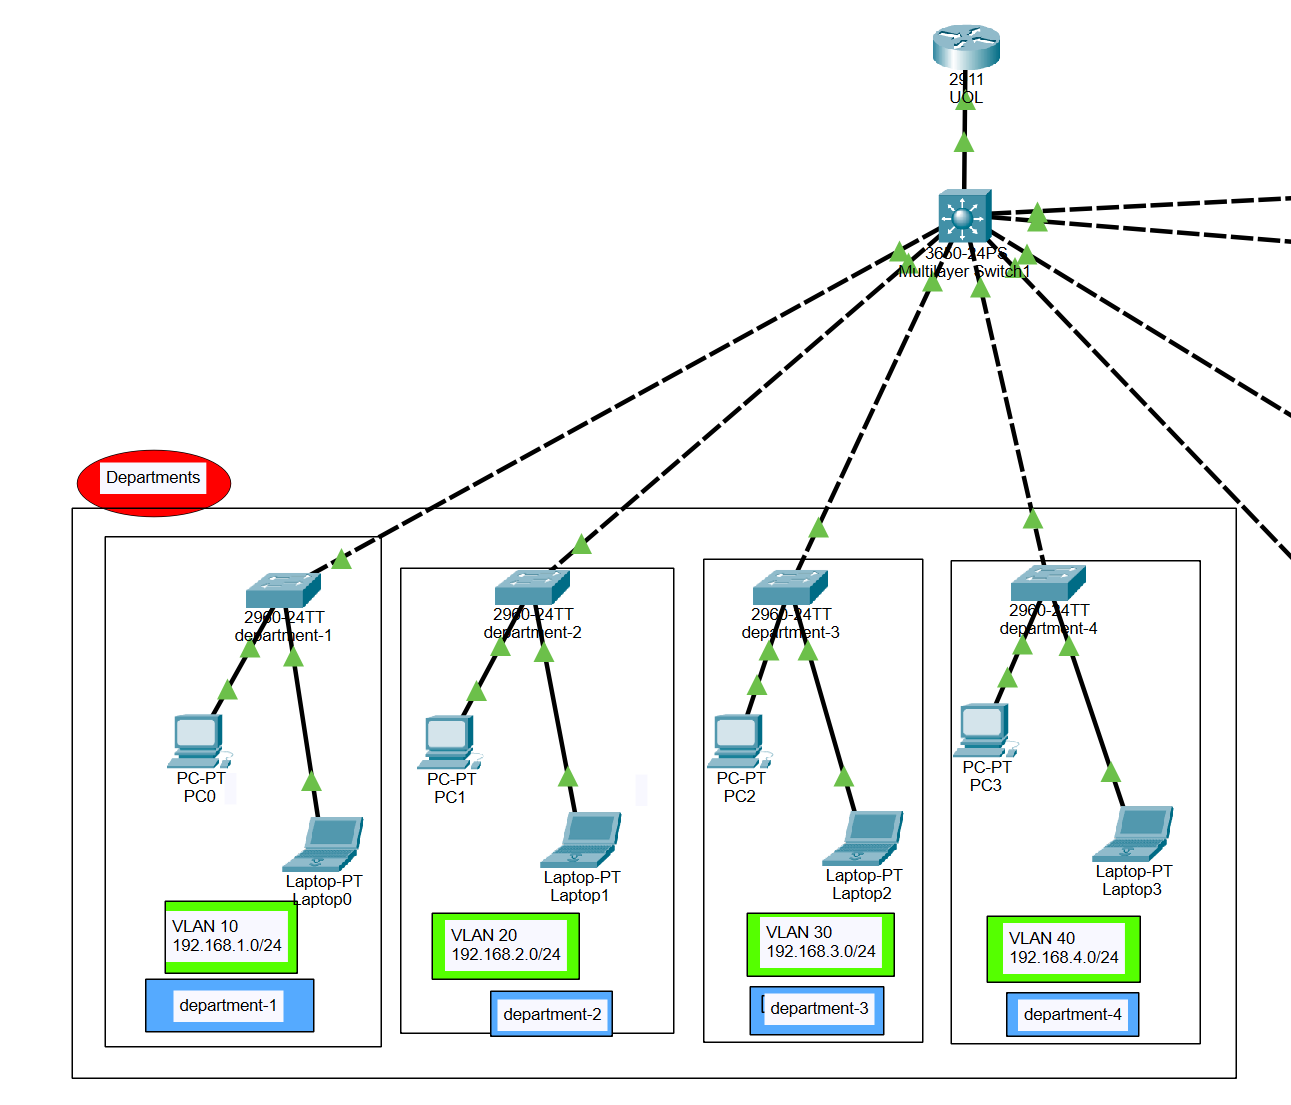 2911
UOL
3650-24PS
Multilayer Switch1
Departments
2960-24TT
department-1
2960-24TT
department-2
2960-24TT
department-3
2960-24TT
department-4
PC-PT
PC0
PC-PT
PC1
PC-PT
PC2
PC-PT
PC3
Laptop-PT
Laptop0
Laptop-PT
Laptop1
Laptop-PT
Laptop2
Laptop-PT
Laptop3
VLAN 10
192.168.1.0/24
VLAN 20
192.168.2.0/24
VLAN 30
192.168.3.0/24
VLAN 40
192.168.4.0/24
department-1
department-2
department-3
department-4